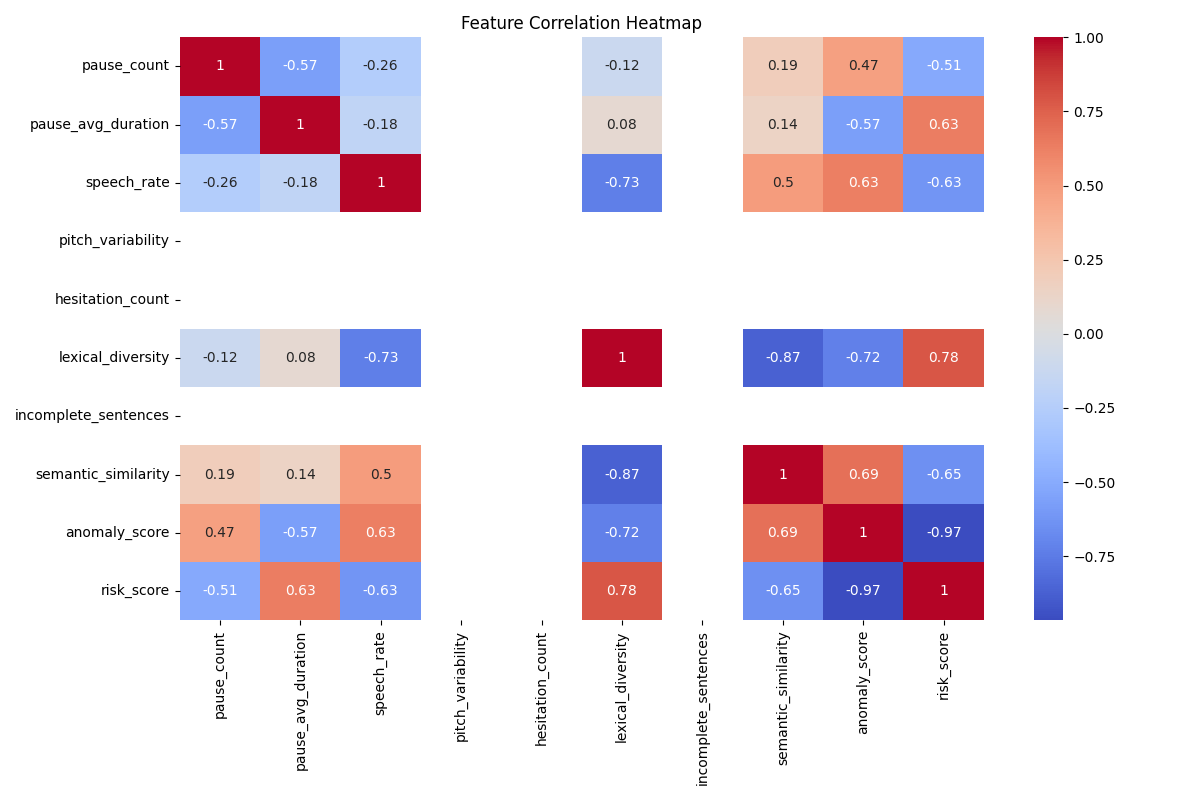 Feature Correlation Heatmap
pause_count 1 -0.57 -0.26 -0.12 0.19 0.47 -0.51
pause_avg_duration -0.57 1 -0.18 0.08 0.14 -0.57 0.63
speech_rate -0.26 -0.18 1 -0.73 0.5 0.63 -0.63
pitch_variability
hesitation_count
lexical_diversity -0.12 0.08 -0.73 1 -0.87 -0.72 0.78
incomplete_sentences
semantic_similarity 0.19 0.14 0.5 -0.87 1 0.69 -0.65
anomaly_score 0.47 -0.57 0.63 -0.72 0.69 1 -0.97
risk_score -0.51 0.63 -0.63 0.78 -0.65 -0.97 1
pause_count
pause_avg_duration
speech_rate
pitch_variability
hesitation_count
lexical_diversity
incomplete_sentences
semantic_similarity
anomaly_score
risk_score
1.00
0.75
0.50
0.25
0.00
−0.25
−0.50
−0.75